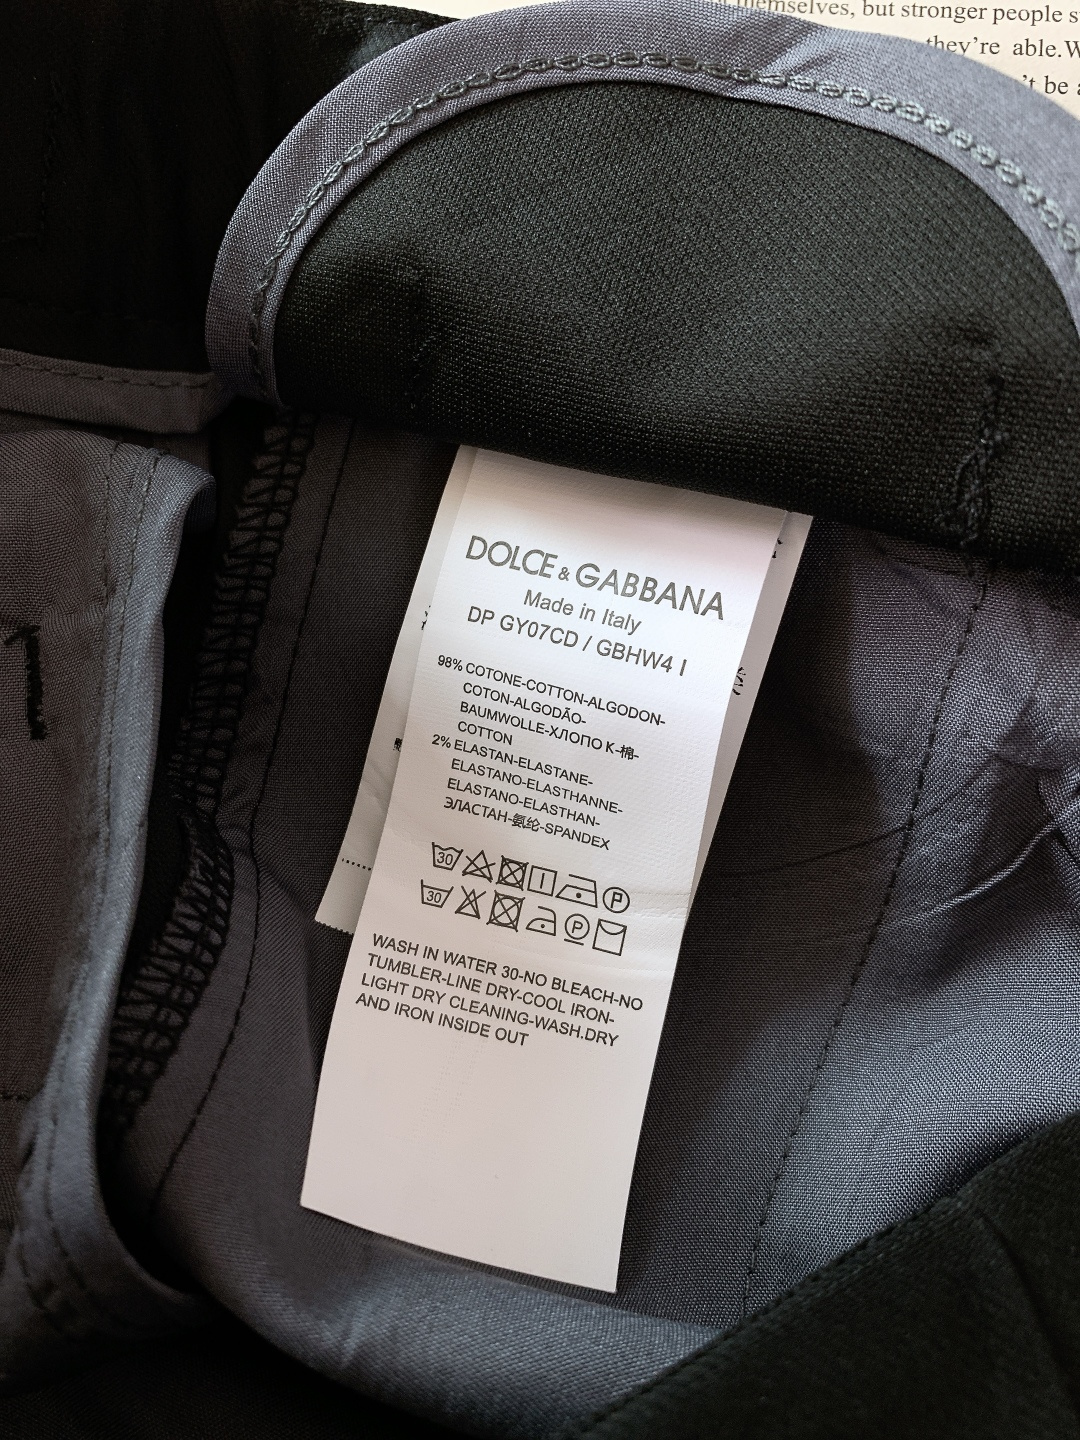 themselves, but stronger people s
they're able.W
't be a
DOLCE & GABBANA
Made in Italy
DP GY07CD / GBHW4 I
98% COTONE-COTTON-ALGODON-
COTON-ALGODÃO-
BAUMWOLLE-ХЛОПО К-棉-
COTTON
2% ELASTAN-ELASTANE-
ELASTANO-ELASTHANNE-
ELASTANO-ELASTHAN-
ЭЛАСТАН-氨纶-SPANDEX
30 P
30 P
WASH IN WATER 30-NO BLEACH-NO
TUMBLER-LINE DRY-COOL IRON-
LIGHT DRY CLEANING-WASH.DRY
AND IRON INSIDE OUT